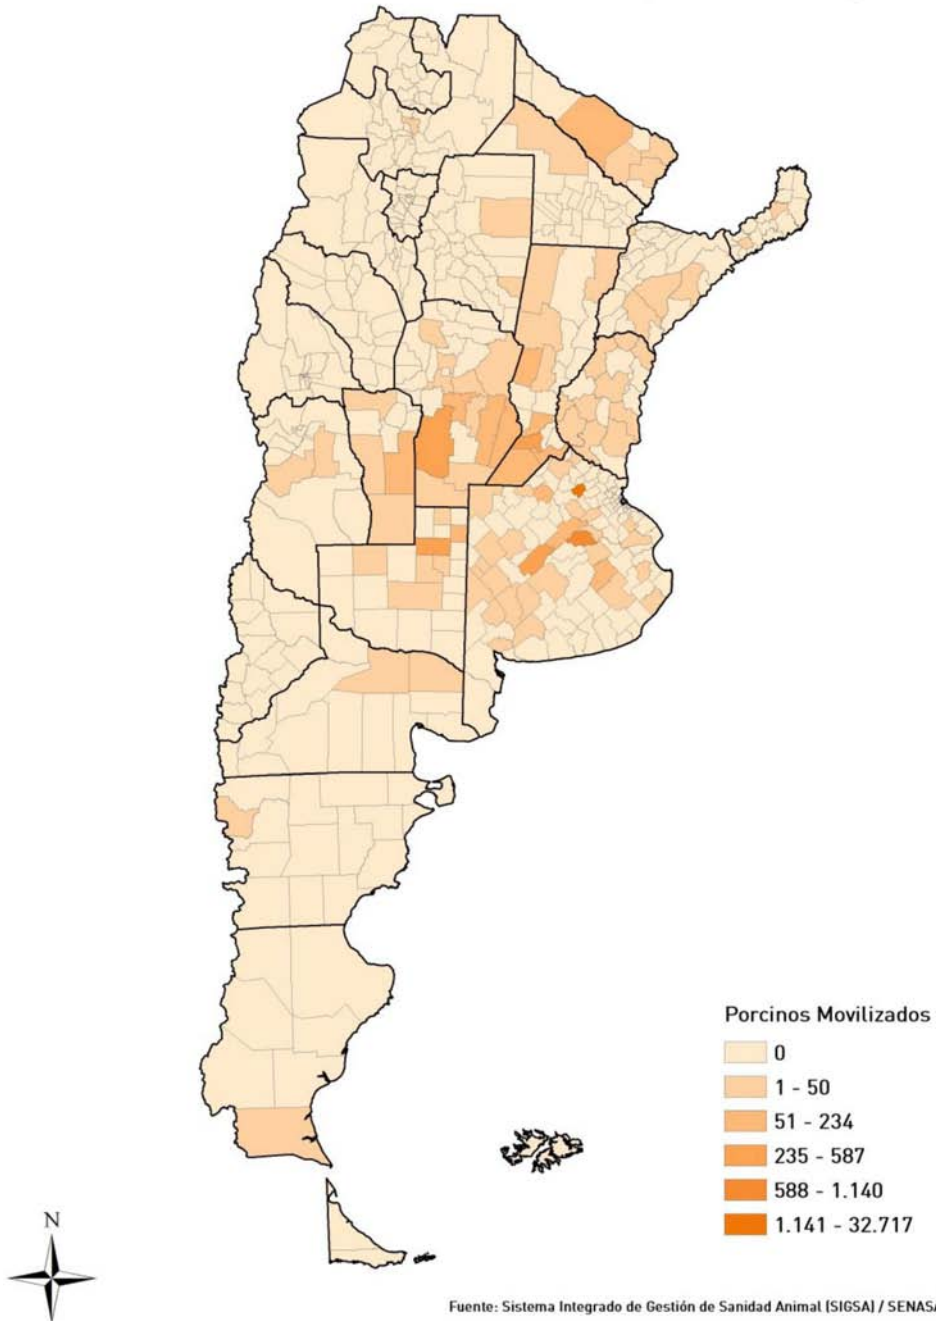 Porcinos Movilizados
0
1 - 50
51 - 234
235 - 587
588 - 1.140
1.141 - 32.717
N
Fuente: Sistema Integrado de Gestión de Sanidad Animal (SIGSA) / SENASA